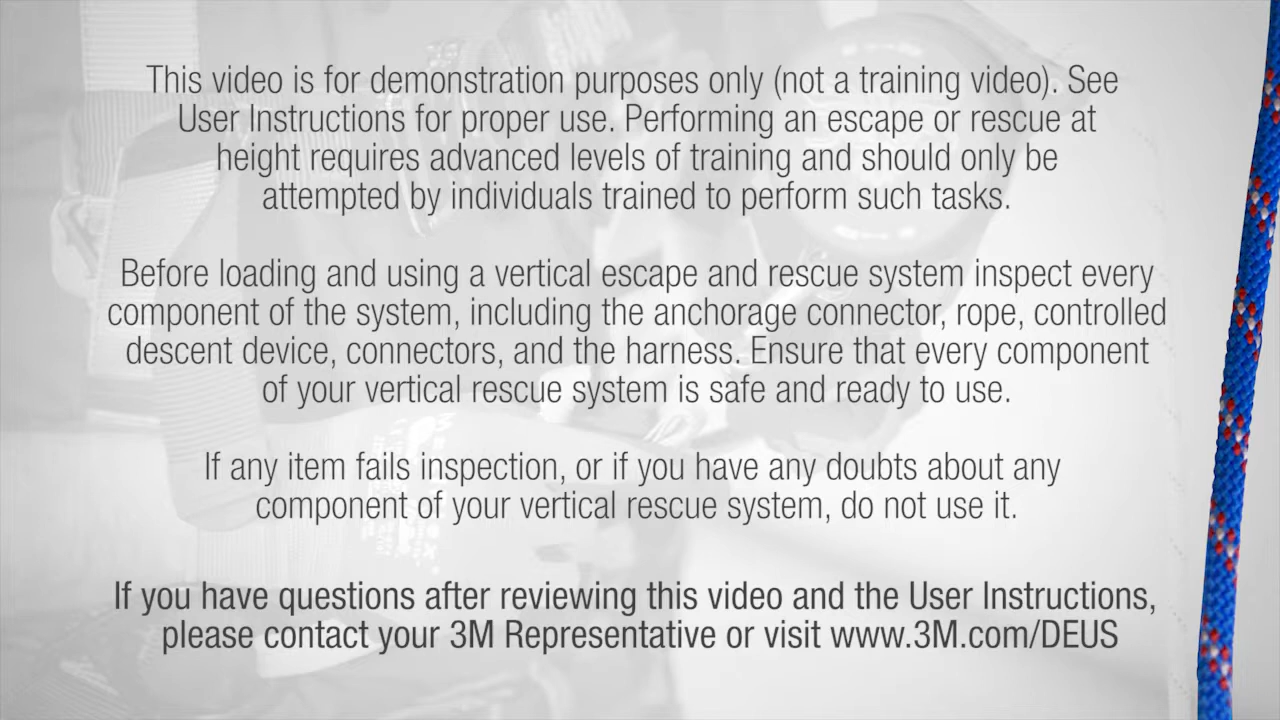 This video is for demonstration purposes only (not a training video). See
User Instructions for proper use. Performing an escape or rescue at
height requires advanced levels of training and should only be
attempted by individuals trained to perform such tasks.
Before loading and using a vertical escape and rescue system inspect every
component of the system, including the anchorage connector, rope, controlled
descent device, connectors, and the harness. Ensure that every component
of your vertical rescue system is safe and ready to use.
If any item fails inspection, or if you have any doubts about any
component of your vertical rescue system, do not use it.
If you have questions after reviewing this video and the User Instructions,
please contact your 3M Representative or visit www.3M.com/DEUS